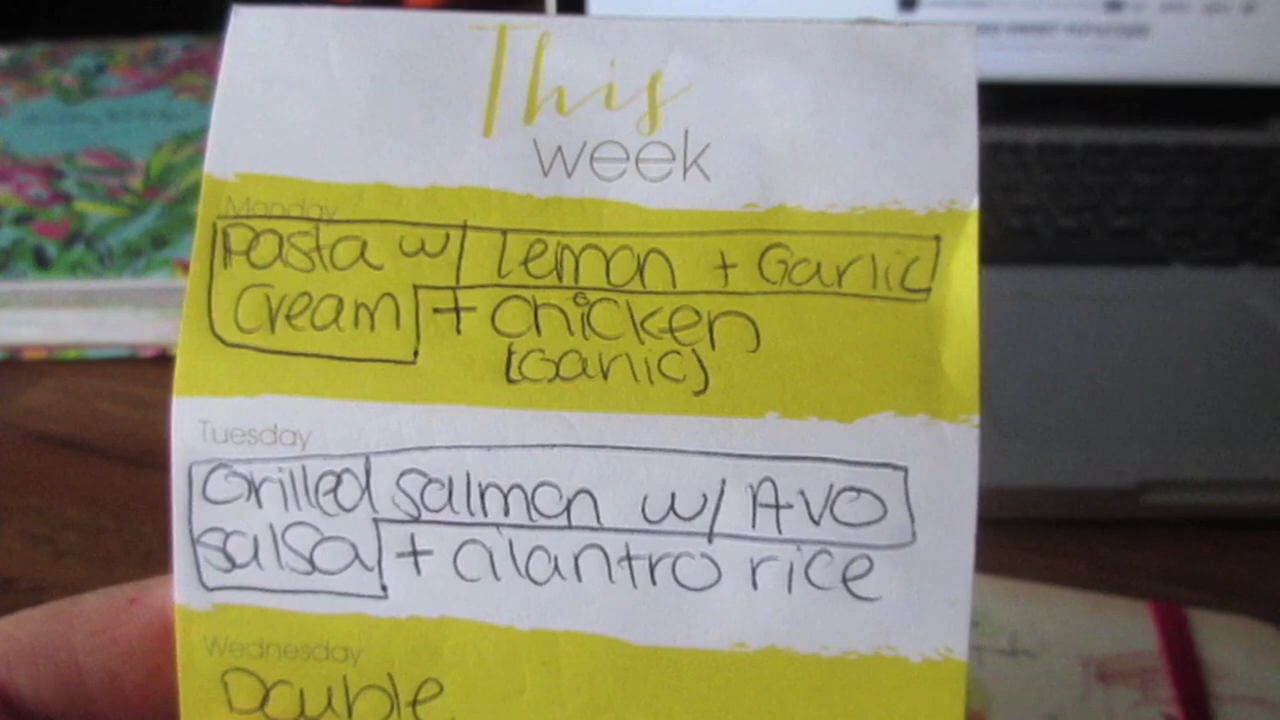 This
week
Monday
Pasta w/ lemon + Garlic
Cream + chicken
(Garlic)
Tuesday
Grilled salmon w/ AVO
salsa + cilantro rice
Wednesday
Double